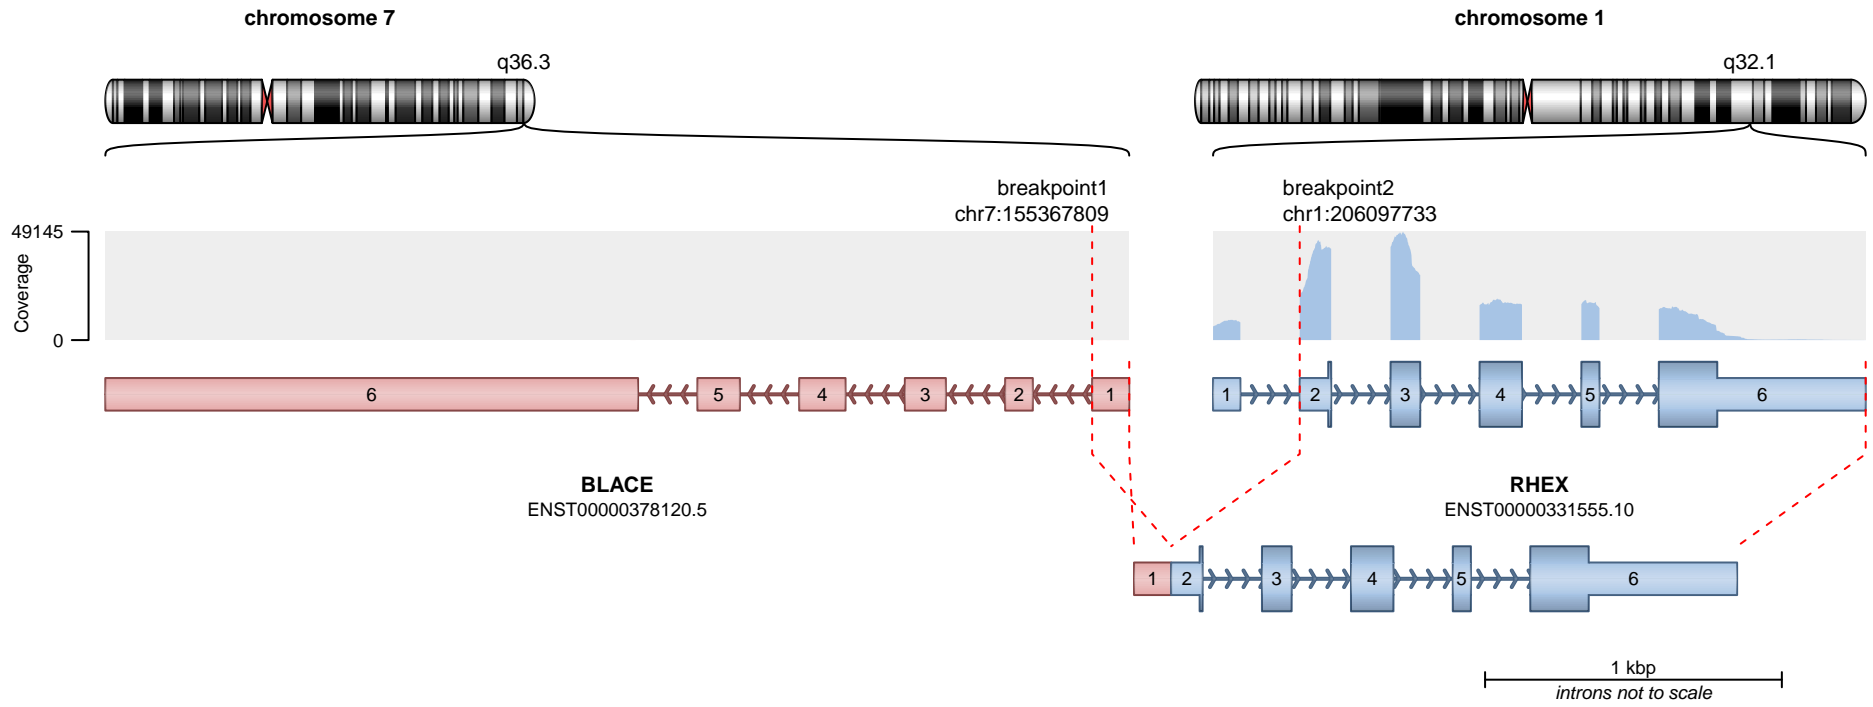 chromosome 7
chromosome 1
q36.3
q32.1
breakpoint1
chr7:155367809
breakpoint2
chr1:206097733
49145
Coverage
0
6
5
4
3
2
1
1
2
3
4
5
6
BLACE
ENST00000378120.5
RHEX
ENST00000331555.10
1
2
3
4
5
6
1 kbp
introns not to scale